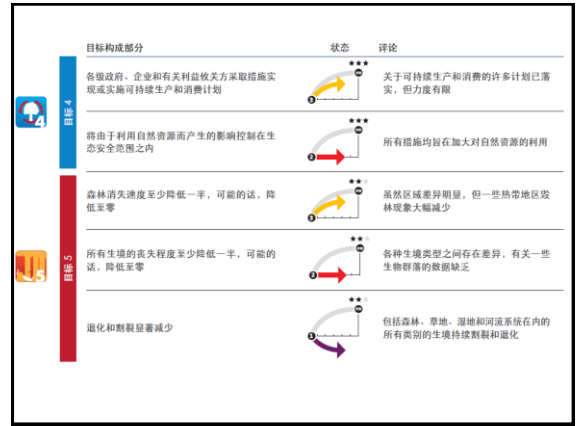 目标构成部分 状态 评论
各级政府、企业和有关利益攸关方采取措施实
现或实施可持续生产和消费计划
★★★
3
关于可持续生产和消费的许多计划已落
实，但力度有限
4
目标 4
将由于利用自然资源而产生的影响控制在生
态安全范围之内
★★★
2
所有措施均旨在加大对自然资源的利用
森林消失速度至少降低一半，可能的话，降
低至零
★★★
3
虽然区域差异明显，但一些热带地区毁
林现象大幅减少
5
目标 5
所有生境的丧失程度至少降低一半，可能的
话，降低至零
★★★
2
各种生境类型之间存在差异，有关一些
生物群落的数据缺乏
退化和割裂显著减少
★★★
1
包括森林、草地、湿地和河流系统在内的
所有类别的生境持续割裂和退化